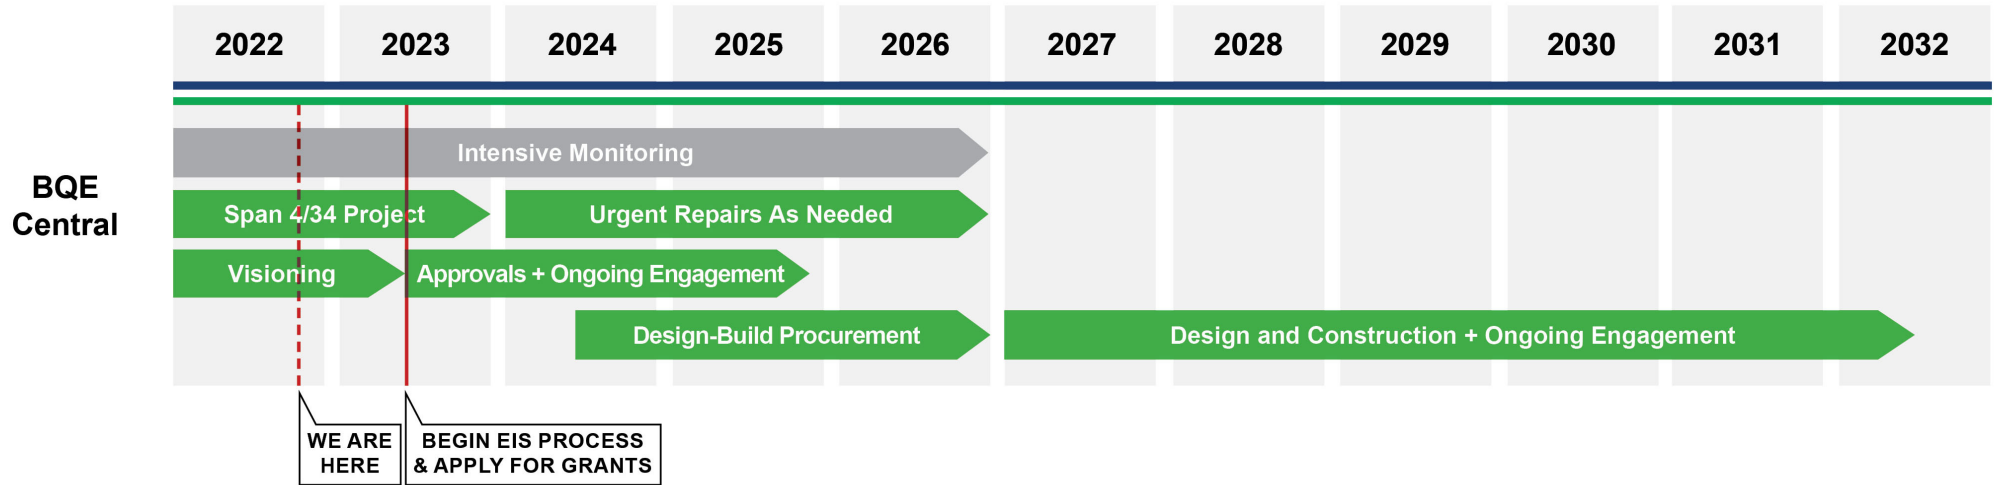 2022 2023 2024 2025 2026 2027 2028 2029 2030 2031 2032
BQE
Central
Intensive Monitoring
Span 4/34 Project Urgent Repairs As Needed
Visioning Approvals + Ongoing Engagement
Design-Build Procurement Design and Construction + Ongoing Engagement
WE ARE
HERE
BEGIN EIS PROCESS
& APPLY FOR GRANTS